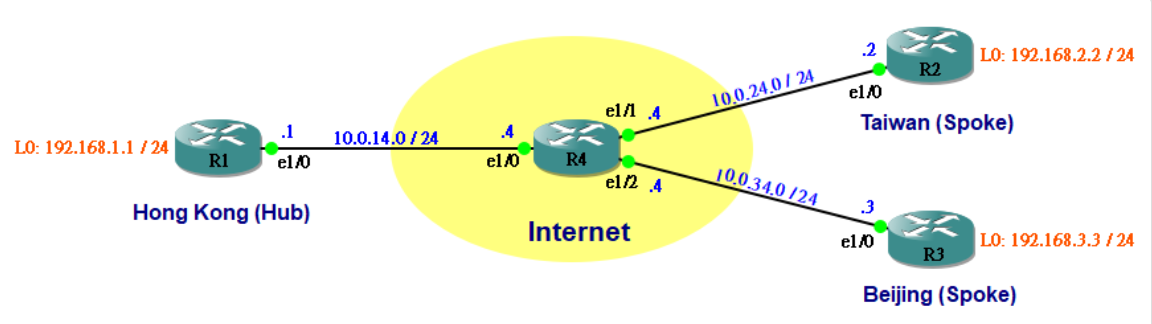 L0: 192.168.1.1 / 24
R1
.1
e1/0
Hong Kong (Hub)
10.0.14.0 / 24
.4
e1/0
R4
e1/1
.4
e1/2
.4
Internet
10.0.24.0 / 24
.2
e1/0
R2
L0: 192.168.2.2 / 24
Taiwan (Spoke)
10.0.34.0 / 24
.3
e1/0
R3
L0: 192.168.3.3 / 24
Beijing (Spoke)